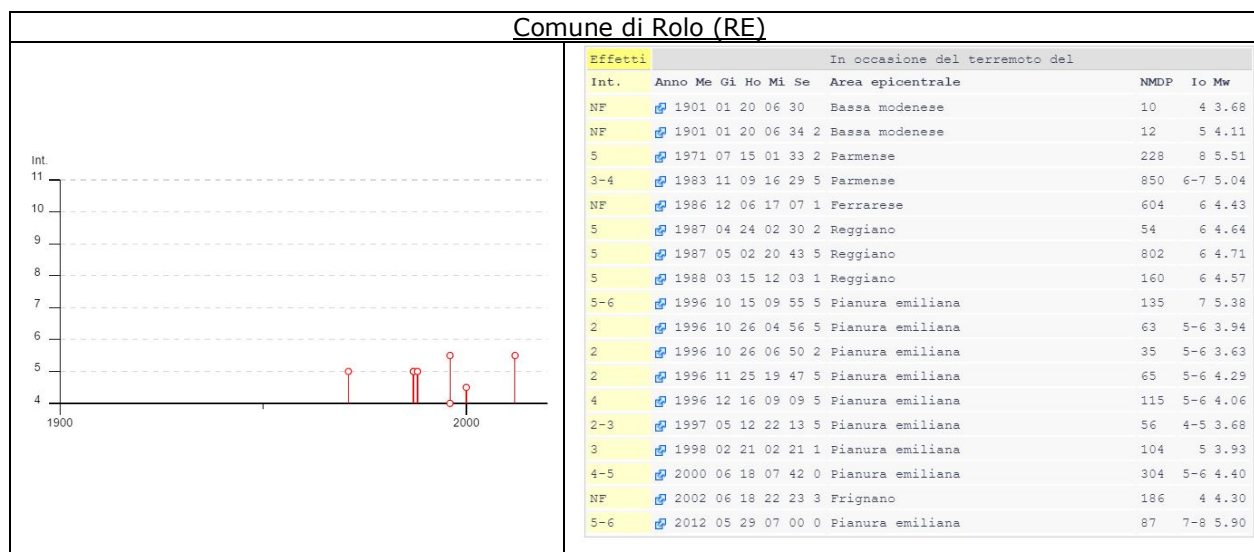 Comune di Rolo (RE)
Int.
11
10
9
8
7
6
5
4
1900 2000
Effetti In occasione del terremoto del
Int. Anno Me Gi Ho Mi Se Area epicentrale NMDP Io Mw
NF 1901 01 20 06 30 Bassa modenese 10 4 3.68
NF 1901 01 20 06 34 2 Bassa modenese 12 5 4.11
5 1971 07 15 01 33 2 Parmense 228 8 5.51
3-4 1983 11 09 16 29 5 Parmense 850 6-7 5.04
NF 1986 12 06 17 07 1 Ferrarese 604 6 4.43
5 1987 04 24 02 30 2 Reggiano 54 6 4.64
5 1987 05 02 20 43 5 Reggiano 802 6 4.71
5 1988 03 15 12 03 1 Reggiano 160 6 4.57
5-6 1996 10 15 09 55 5 Pianura emiliana 135 7 5.38
2 1996 10 26 04 56 5 Pianura emiliana 63 5-6 3.94
2 1996 10 26 06 50 2 Pianura emiliana 35 5-6 3.63
2 1996 11 25 19 47 5 Pianura emiliana 65 5-6 4.29
4 1996 12 16 09 09 5 Pianura emiliana 115 5-6 4.06
2-3 1997 05 12 22 13 5 Pianura emiliana 56 4-5 3.68
3 1998 02 21 02 21 1 Pianura emiliana 104 5 3.93
4-5 2000 06 18 07 42 0 Pianura emiliana 304 5-6 4.40
NF 2002 06 18 22 23 3 Frignano 186 4 4.30
5-6 2012 05 29 07 00 0 Pianura emiliana 87 7-8 5.90